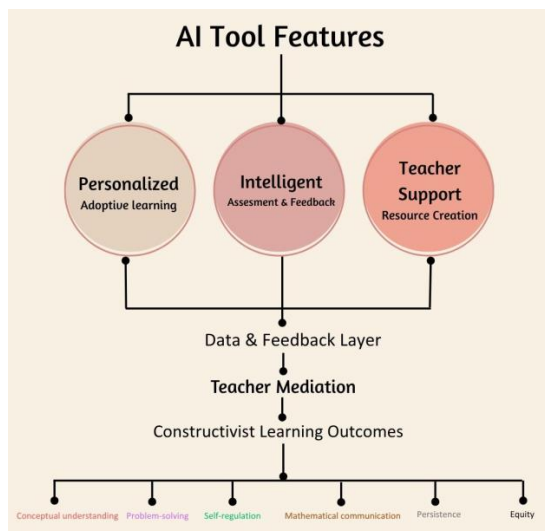 AI Tool Features
Personalized
Adoptive learning
Intelligent
Assesment & Feedback
Teacher
Support
Resource Creation
Data & Feedback Layer
Teacher Mediation
Constructivist Learning Outcomes
Conceptual understanding
Problem-solving
Self-regulation
Mathematical communication
Persistence
Equity